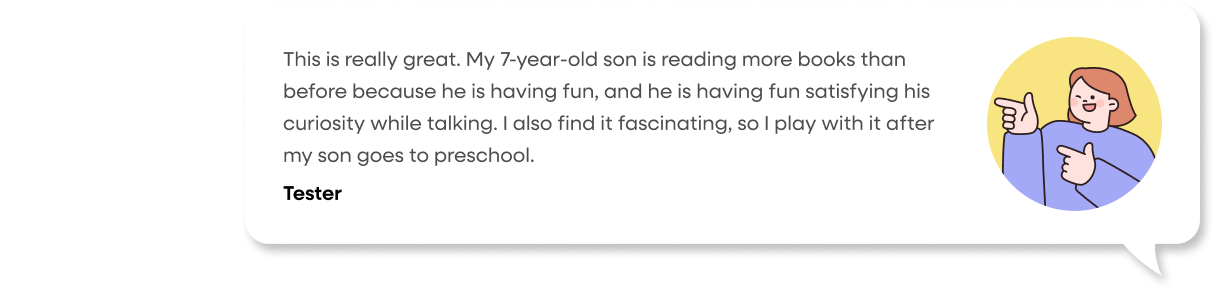 This is really great. My 7-year-old son is reading more books than
before because he is having fun, and he is having fun satisfying his
curiosity while talking. I also find it fascinating, so I play with it after
my son goes to preschool.
Tester